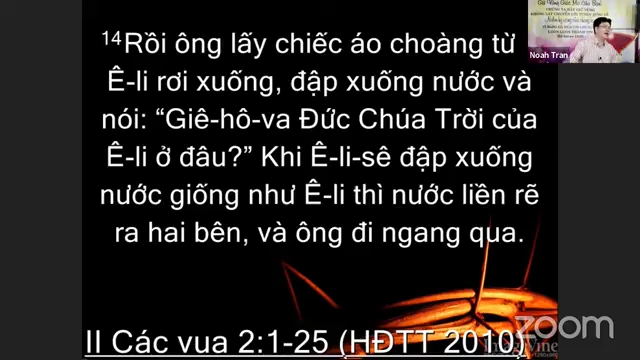 14Rồi ông lấy chiếc áo choàng từ
Ê-li rơi xuống, đập xuống nước và
nói: “Giê-hô-va Đức Chúa Trời của
Ê-li ở đâu?” Khi Ê-li-sê đập xuống
nước giống như Ê-li thì nước liền rẽ
ra hai bên, và ông đi ngang qua.
II Các vua 2:1-25 (HĐTT 2010)
Noah Tran
zoom
Vine